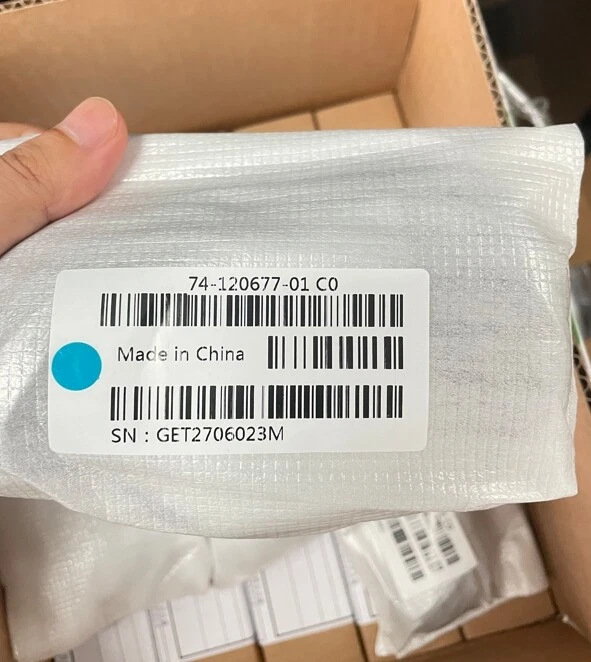 74-120677-01 C0
Made in China
SN : GET2706023M